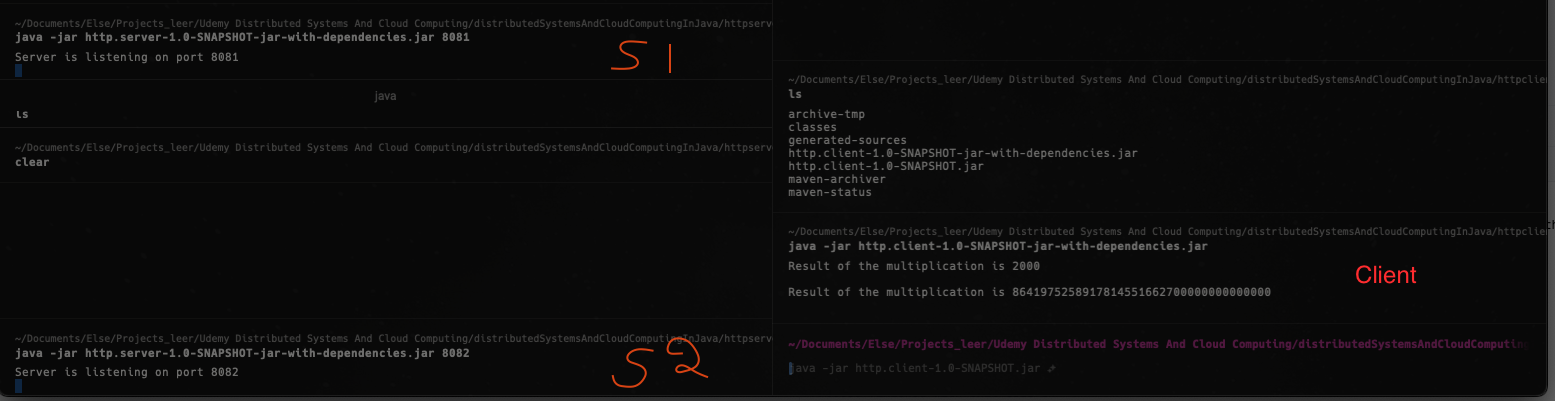 ~/Documents/Else/Projects_leer/Udemy Distributed Systems And Cloud Computing/distributedSystemsAndCloudComputingInJava/httpserv
java -jar http.server-1.0-SNAPSHOT-jar-with-dependencies.jar 8081
Server is listening on port 8081
S 1
java
ls
~/Documents/Else/Projects_leer/Udemy Distributed Systems And Cloud Computing/distributedSystemsAndCloudComputingInJava/httpserv
clear
~/Documents/Else/Projects_leer/Udemy Distributed Systems And Cloud Computing/distributedSystemsAndCloudComputingInJava/httpserv
java -jar http.server-1.0-SNAPSHOT-jar-with-dependencies.jar 8082
Server is listening on port 8082
S2
~/Documents/Else/Projects_leer/Udemy Distributed Systems And Cloud Computing/distributedSystemsAndCloudComputingInJava/httpclie
ls
archive-tmp
classes
generated-sources
http.client-1.0-SNAPSHOT-jar-with-dependencies.jar
http.client-1.0-SNAPSHOT.jar
maven-archiver
maven-status
~/Documents/Else/Projects_leer/Udemy Distributed Systems And Cloud Computing/distributedSystemsAndCloudComputingInJava/httpclie
java -jar http.client-1.0-SNAPSHOT-jar-with-dependencies.jar
Result of the multiplication is 2000
Result of the multiplication is 864197525891781455166270000000000000
Client
~/Documents/Else/Projects_leer/Udemy Distributed Systems And Cloud Computing/distributedSystemsAndCloudComputin
java -jar http.client-1.0-SNAPSHOT.jar